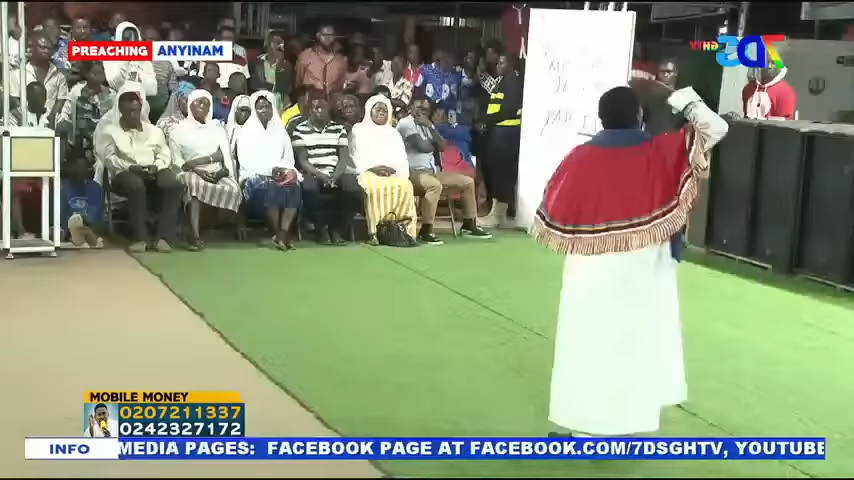 PREACHING ANYINAM
MOBILE MONEY
0207211337
0242327172
INFO MEDIA PAGES: FACEBOOK PAGE AT FACEBOOK.COM/7DSGHTV, YOUTUBE